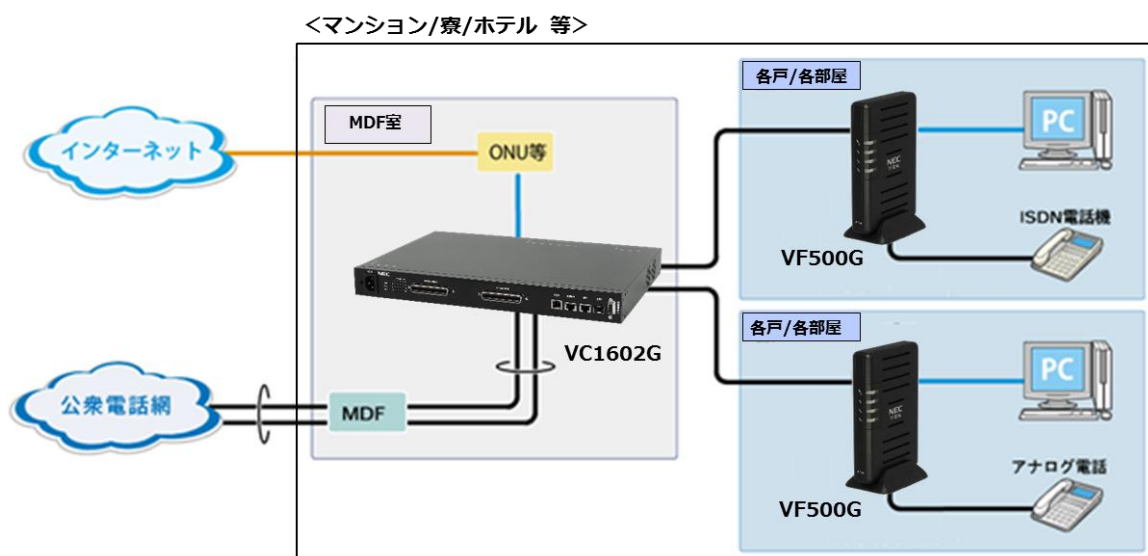 ＜マンション/寮/ホテル 等＞
MDF室
インターネット
ONU等
VC1602G
公衆電話網
MDF
各戸/各部屋
NEC
PC
ISDN電話機
VF500G
各戸/各部屋
NEC
PC
アナログ電話
VF500G
NEC